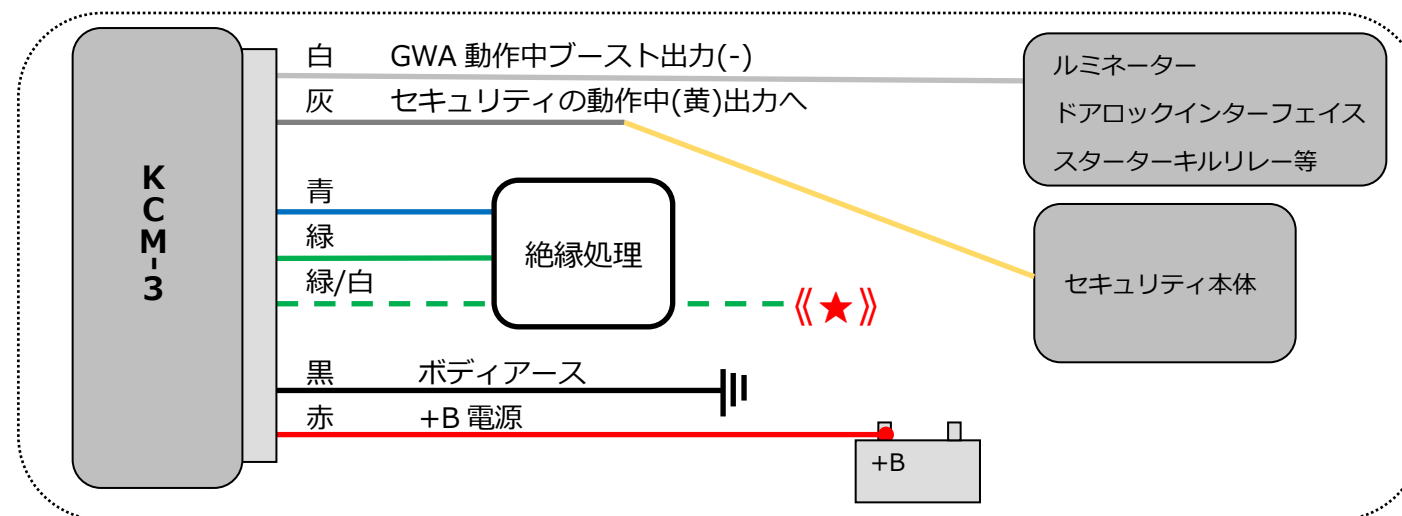 KCM-3
白 GWA 動作中ブースト出力(-)
灰 セキュリティの動作中(黄)出力へ
青
緑
緑/白
黒 ボディアース
赤 +B 電源
絶縁処理
《★》
+B
ルミネーター
ドアロックインターフェイス
スターターキルリレー等
セキュリティ本体